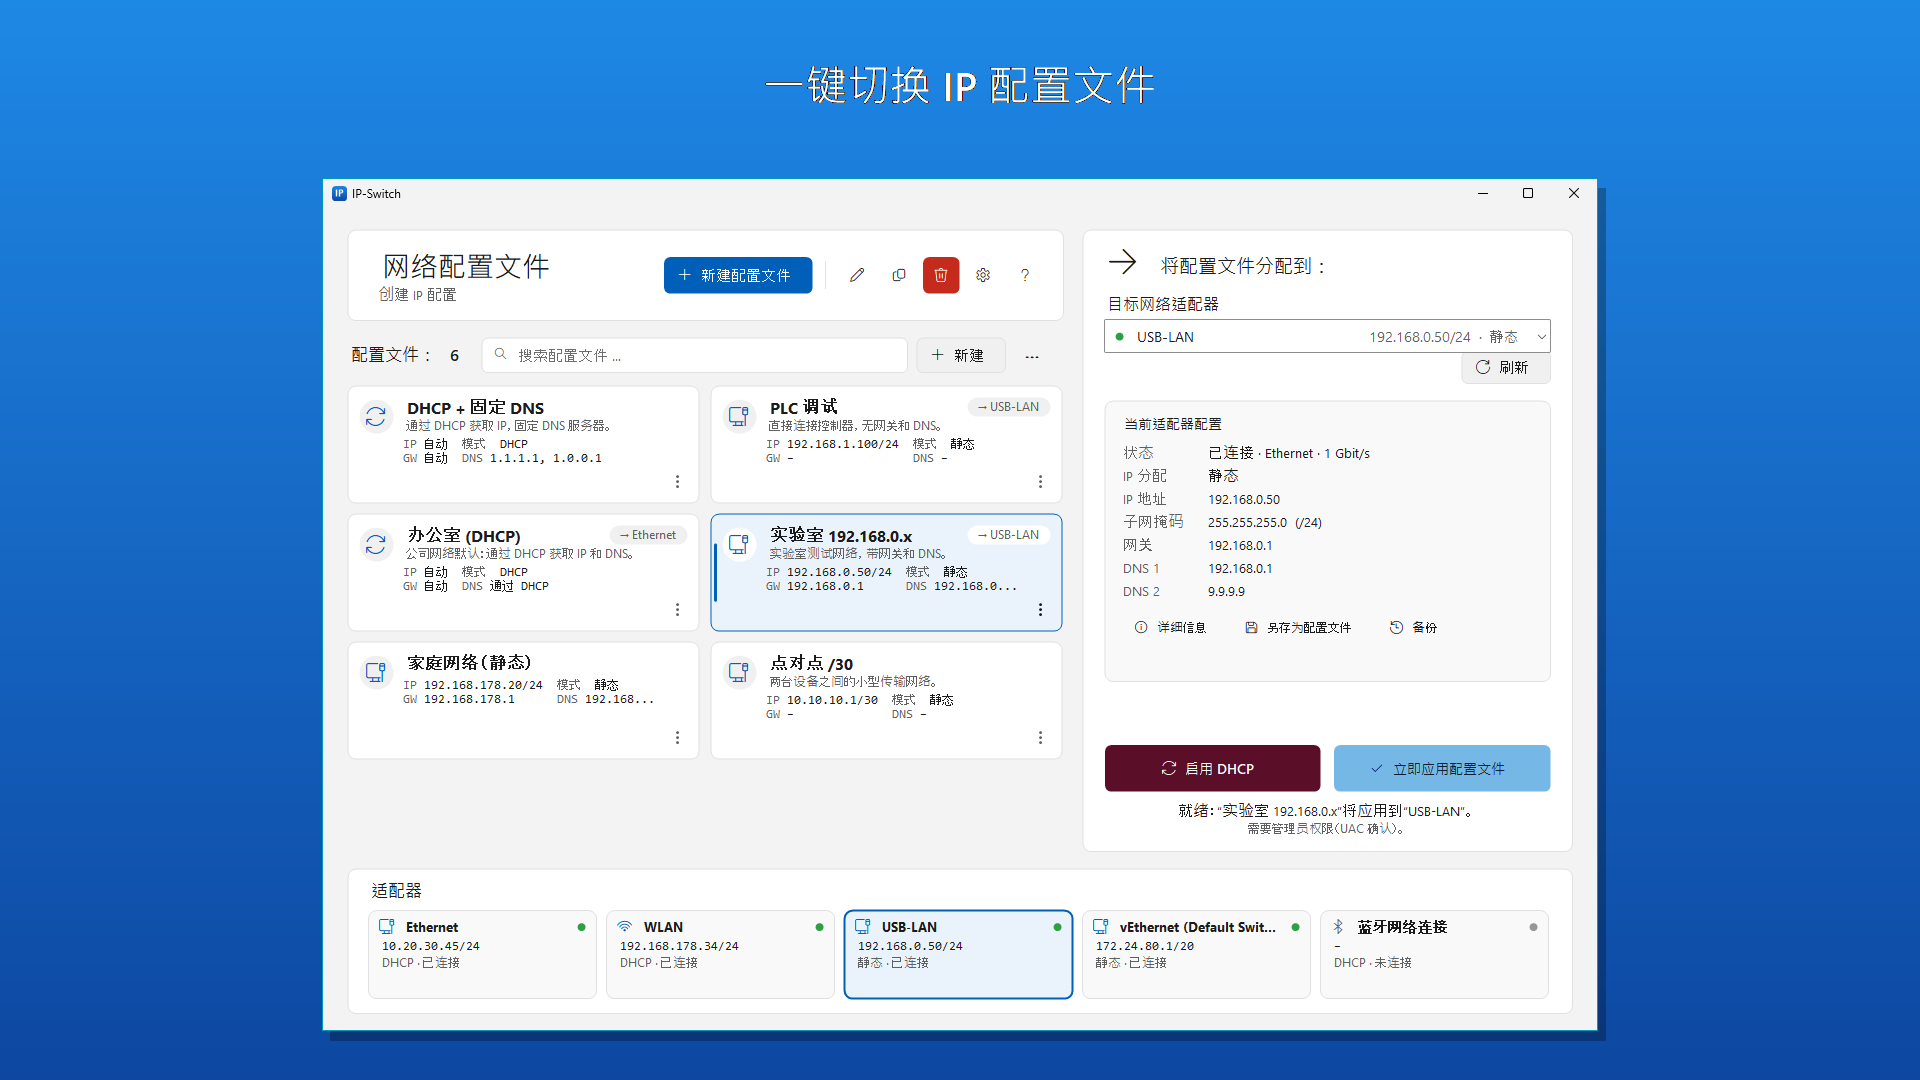 一键切换 IP 配置文件
IP IP-Switch
网络配置文件
创建 IP 配置
新建配置文件
?
配置文件： 6
搜索配置文件 ...
新建
...
DHCP + 固定 DNS
通过 DHCP 获取 IP, 固定 DNS 服务器。
IP 自动 模式 DHCP
GW 自动 DNS 1.1.1.1, 1.0.0.1
PLC 调试
→ USB-LAN
直接连接控制器, 无网关和 DNS。
IP 192.168.1.100/24 模式 静态
GW – DNS –
办公室 (DHCP)
→ Ethernet
公司网络默认: 通过 DHCP 获取 IP 和 DNS。
IP 自动 模式 DHCP
GW 自动 DNS 通过 DHCP
实验室 192.168.0.x
→ USB-LAN
实验室测试网络, 带网关和 DNS。
IP 192.168.0.50/24 模式 静态
GW 192.168.0.1 DNS 192.168.0...
家庭网络（静态）
IP 192.168.178.20/24 模式 静态
GW 192.168.178.1 DNS 192.168...
点对点 /30
两台设备之间的小型传输网络。
IP 10.10.10.1/30 模式 静态
GW – DNS –
将配置文件分配到：
目标网络适配器
USB-LAN 192.168.0.50/24 · 静态
刷新
当前适配器配置
状态 已连接 · Ethernet · 1 Gbit/s
IP 分配 静态
IP 地址 192.168.0.50
子网掩码 255.255.255.0 (/24)
网关 192.168.0.1
DNS 1 192.168.0.1
DNS 2 9.9.9.9
详细信息
另存为配置文件
备份
启用 DHCP
立即应用配置文件
就绪: “实验室 192.168.0.x”将应用到“USB-LAN”。
需要管理员权限（UAC 确认）。
适配器
Ethernet
10.20.30.45/24
DHCP · 已连接
WLAN
192.168.178.34/24
DHCP · 已连接
USB-LAN
192.168.0.50/24
静态 · 已连接
vEthernet (Default Swit...
172.24.80.1/20
静态 · 已连接
蓝牙网络连接
–
DHCP · 未连接